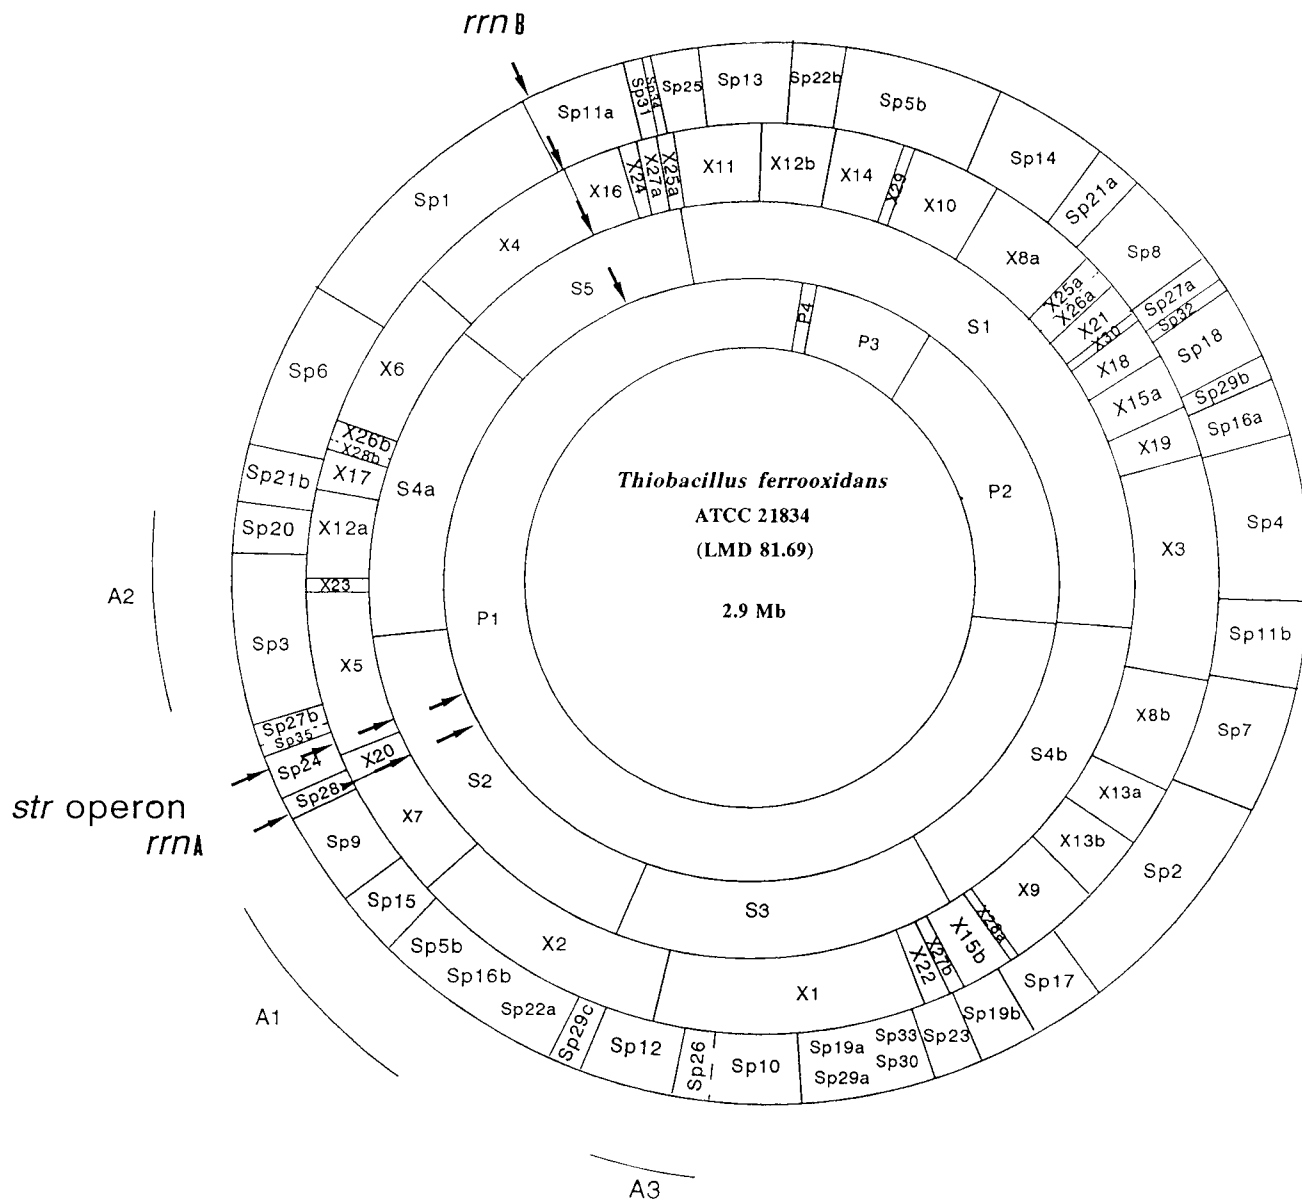 rrn B
Sp11a
Sp31
Sp34
Sp25
Sp13
Sp22b
Sp5b
Sp14
Sp21a
Sp8
Sp27a
Sp32
Sp18
Sp29b
Sp16a
Sp4
Sp11b
Sp7
Sp2
Sp17
Sp19b
Sp23
Sp33
Sp30
Sp19a
Sp29a
Sp10
Sp26
Sp12
Sp29c
Sp22a
Sp16b
Sp5b
Sp15
Sp9
Sp28
Sp24
Sp35
Sp27b
Sp3
Sp20
Sp21b
Sp6
Sp1
X16
X24
X27a
X25a
X11
X12b
X14
X29
X10
X8a
X25a
X26a
X21
X30
X18
X15a
X19
X3
X8b
X13a
X13b
X9
X28a
X15b
X27b
X22
X1
X2
X7
X20
X5
X23
X12a
X17
X28b
X26b
X6
X4
S5
S1
S4b
S3
S2
S4a
P4
P3
P2
P1
Thiobacillus ferrooxidans
ATCC 21834
(LMD 81.69)
2.9 Mb
A2
str operon
rrn A
A1
A3